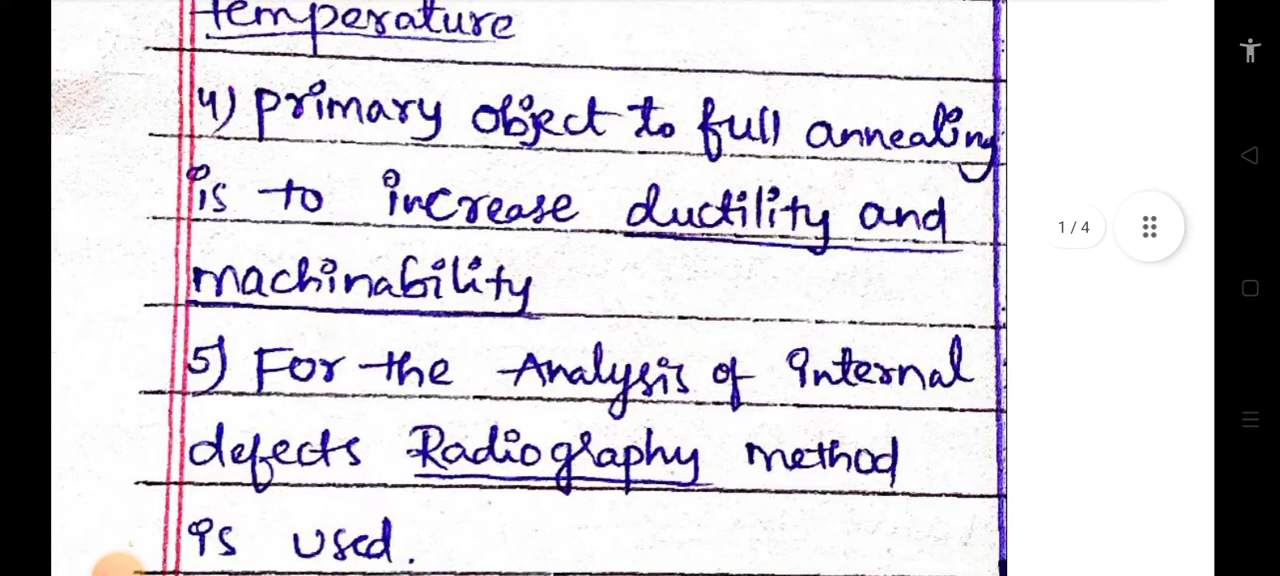 temperature
4) primary object to full annealing
is to increase ductility and
machinability
5) For the Analysis of internal
defects Radiography method
is used.
1 / 4